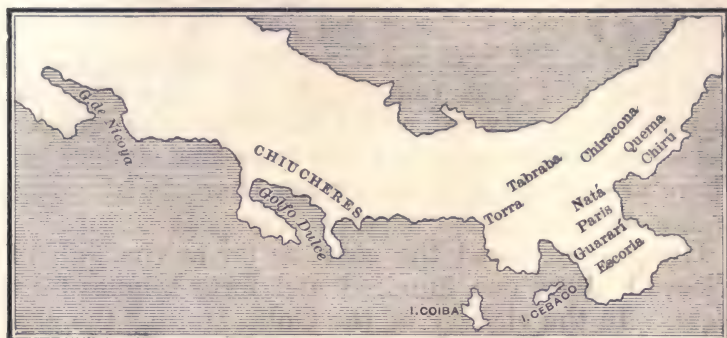 G. de Nicoya
CHIUCHERES
Golfo Dulce
Torra
Tabraba
Chiracona
Quema
Chirú
Natá
Paris
Guararí
Escoria
I. COIBA
I. CEBACO